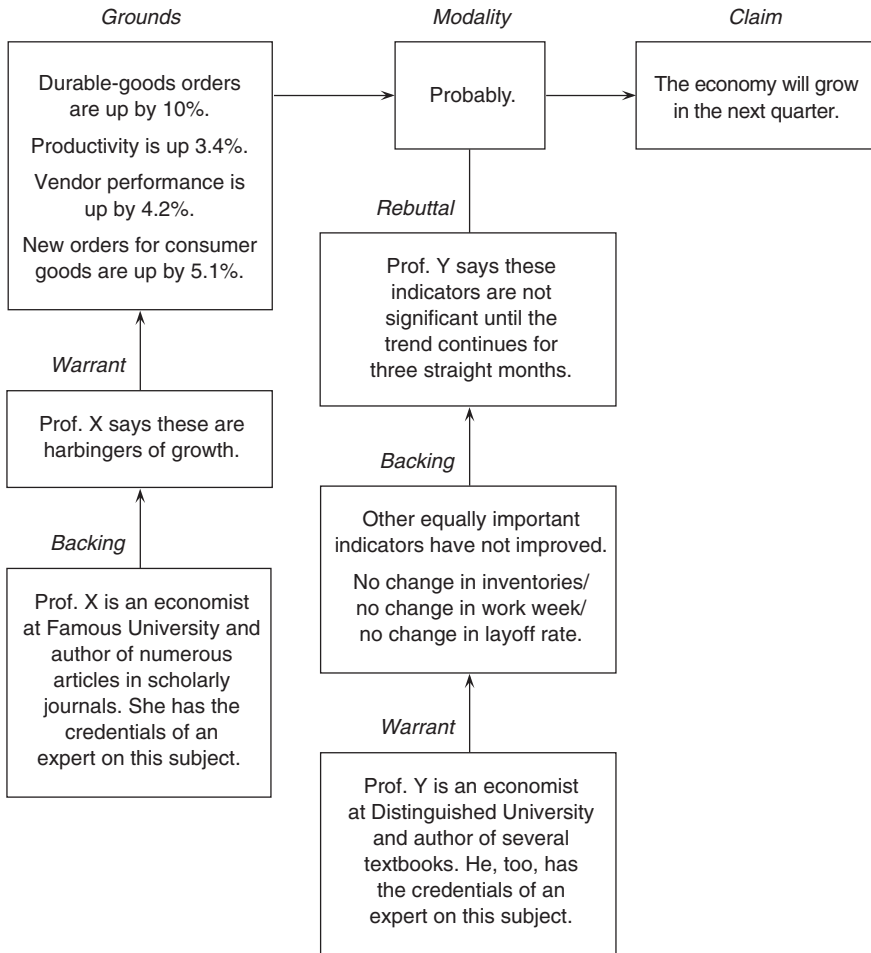 Grounds
Modality
Claim
Durable-goods orders
are up by 10%.
Productivity is up 3.4%.
Vendor performance is
up by 4.2%.
New orders for consumer
goods are up by 5.1%.
Probably.
The economy will grow
in the next quarter.
Warrant
Prof. X says these are
harbingers of growth.
Backing
Prof. X is an economist
at Famous University and
author of numerous
articles in scholarly
journals. She has the
credentials of an
expert on this subject.
Rebuttal
Prof. Y says these
indicators are not
significant until the
trend continues for
three straight months.
Backing
Other equally important
indicators have not improved.
No change in inventories/
no change in work week/
no change in layoff rate.
Warrant
Prof. Y is an economist
at Distinguished University
and author of several
textbooks. He, too, has
the credentials of an
expert on this subject.